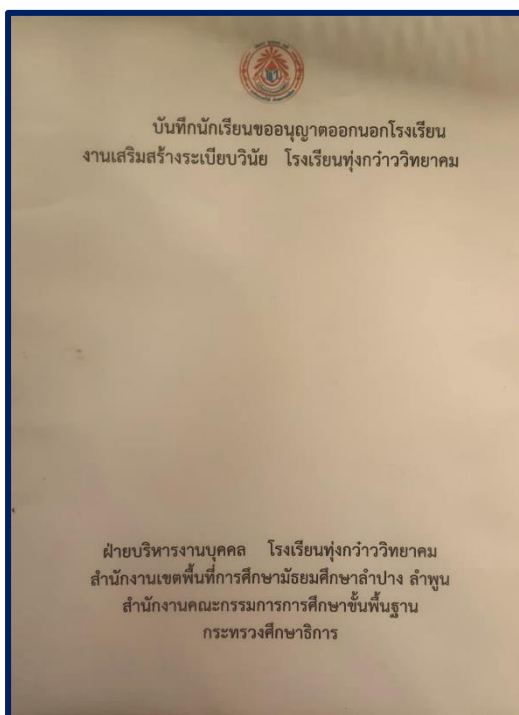 บันทึกนักเรียนขออนุญาตออกนอกโรงเรียน
งานเสริมสร้างระเบียบวินัย โรงเรียนทุ่งกว๋าววิทยาคม
ฝ่ายบริหารงานบุคคล โรงเรียนทุ่งกว๋าววิทยาคม
สำนักงานเขตพื้นที่การศึกษามัธยมศึกษาลำปาง ลำพูน
สำนักงานคณะกรรมการการศึกษาขั้นพื้นฐาน
กระทรวงศึกษาธิการ